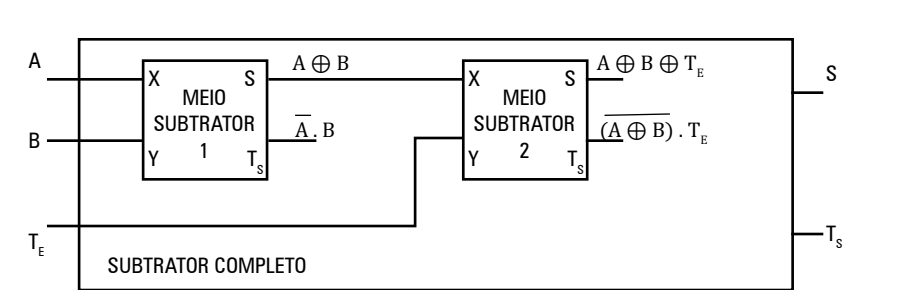 A
X
S
MEIO
SUBTRATOR
1
Y
T_S
A ⊕ B
A̅ . B
X
S
MEIO
SUBTRATOR
2
Y
T_S
A ⊕ B ⊕ T_E
(A ⊕ B)̅ . T_E
S
B
T_E
T_S
SUBTRATOR COMPLETO